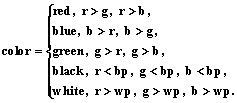 color=
red, r > g, r > b,
blue, b > r, b > g,
green, g > r, g > b,
black, r < bp, g < bp, b < bp,
white, r > wp, g > wp, b > wp.